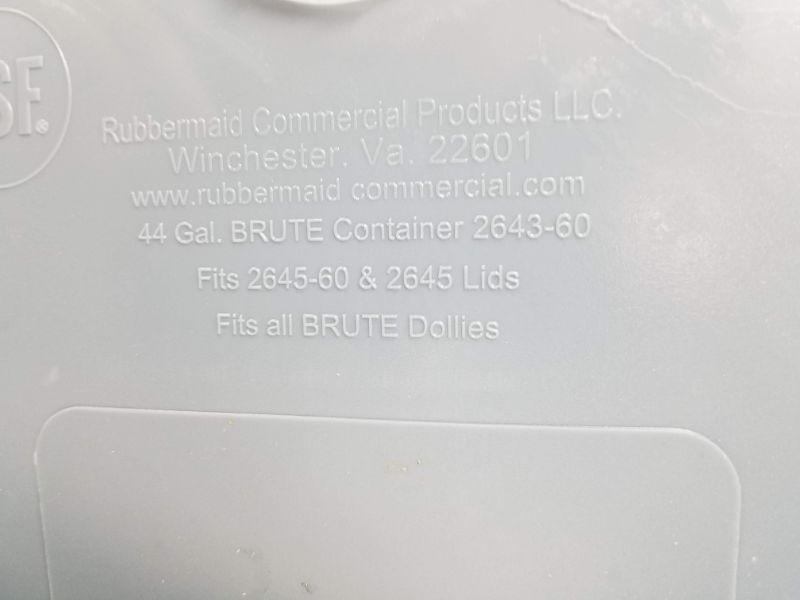 SF®
Rubbermaid Commercial Products LLC.
Winchester. Va. 22601
www.rubbermaid commercial.com
44 Gal. BRUTE Container 2643-60
Fits 2645-60 & 2645 Lids
Fits all BRUTE Dollies